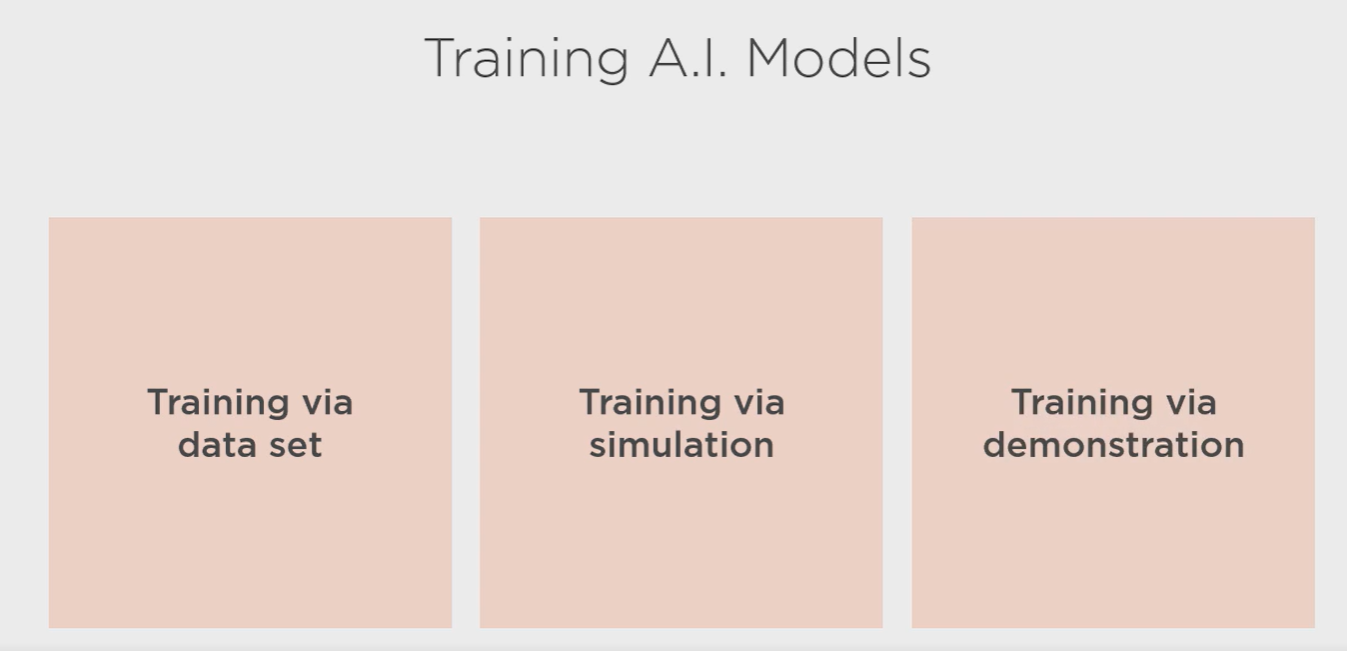 Training A.I. Models
Training via
data set
Training via
simulation
Training via
demonstration